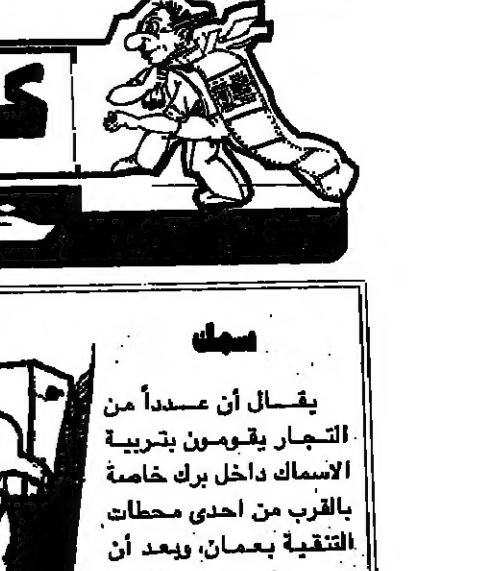 سمك
يقال أن عدداً من
التجار يقومون بتربية
الاسماك داخل برك خاصة
بالقرب من احدى محطات
التنقية بعمان، وبعد أن